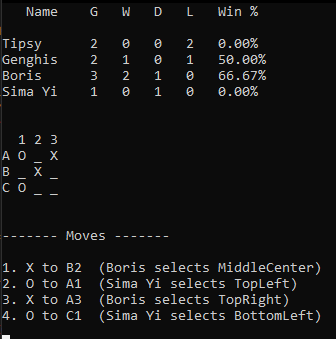 Name G W D L Win %
Tipsy 2 0 0 2 0.00%
Genghis 2 1 0 1 50.00%
Boris 3 2 1 0 66.67%
Sima Yi 1 0 1 0 0.00%
1 2 3
A O _ X
B _ X _
C O _ _
------- Moves -------
1. X to B2 (Boris selects MiddleCenter)
2. O to A1 (Sima Yi selects TopLeft)
3. X to A3 (Boris selects TopRight)
4. O to C1 (Sima Yi selects BottomLeft)